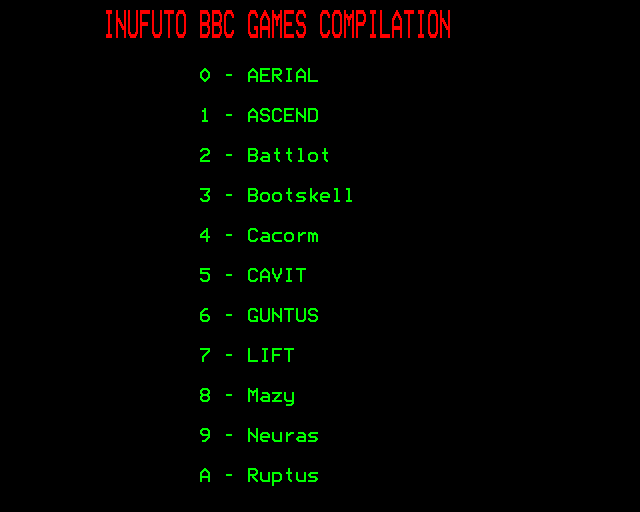 INUFUTO BBC GAMES COMPILATION
0 - AERIAL
1 - ASCEND
2 - Battlot
3 - Bootskell
4 - Cacorm
5 - CAVIT
6 - GUNTUS
7 - LIFT
8 - Mazy
9 - Neuras
A - Ruptus